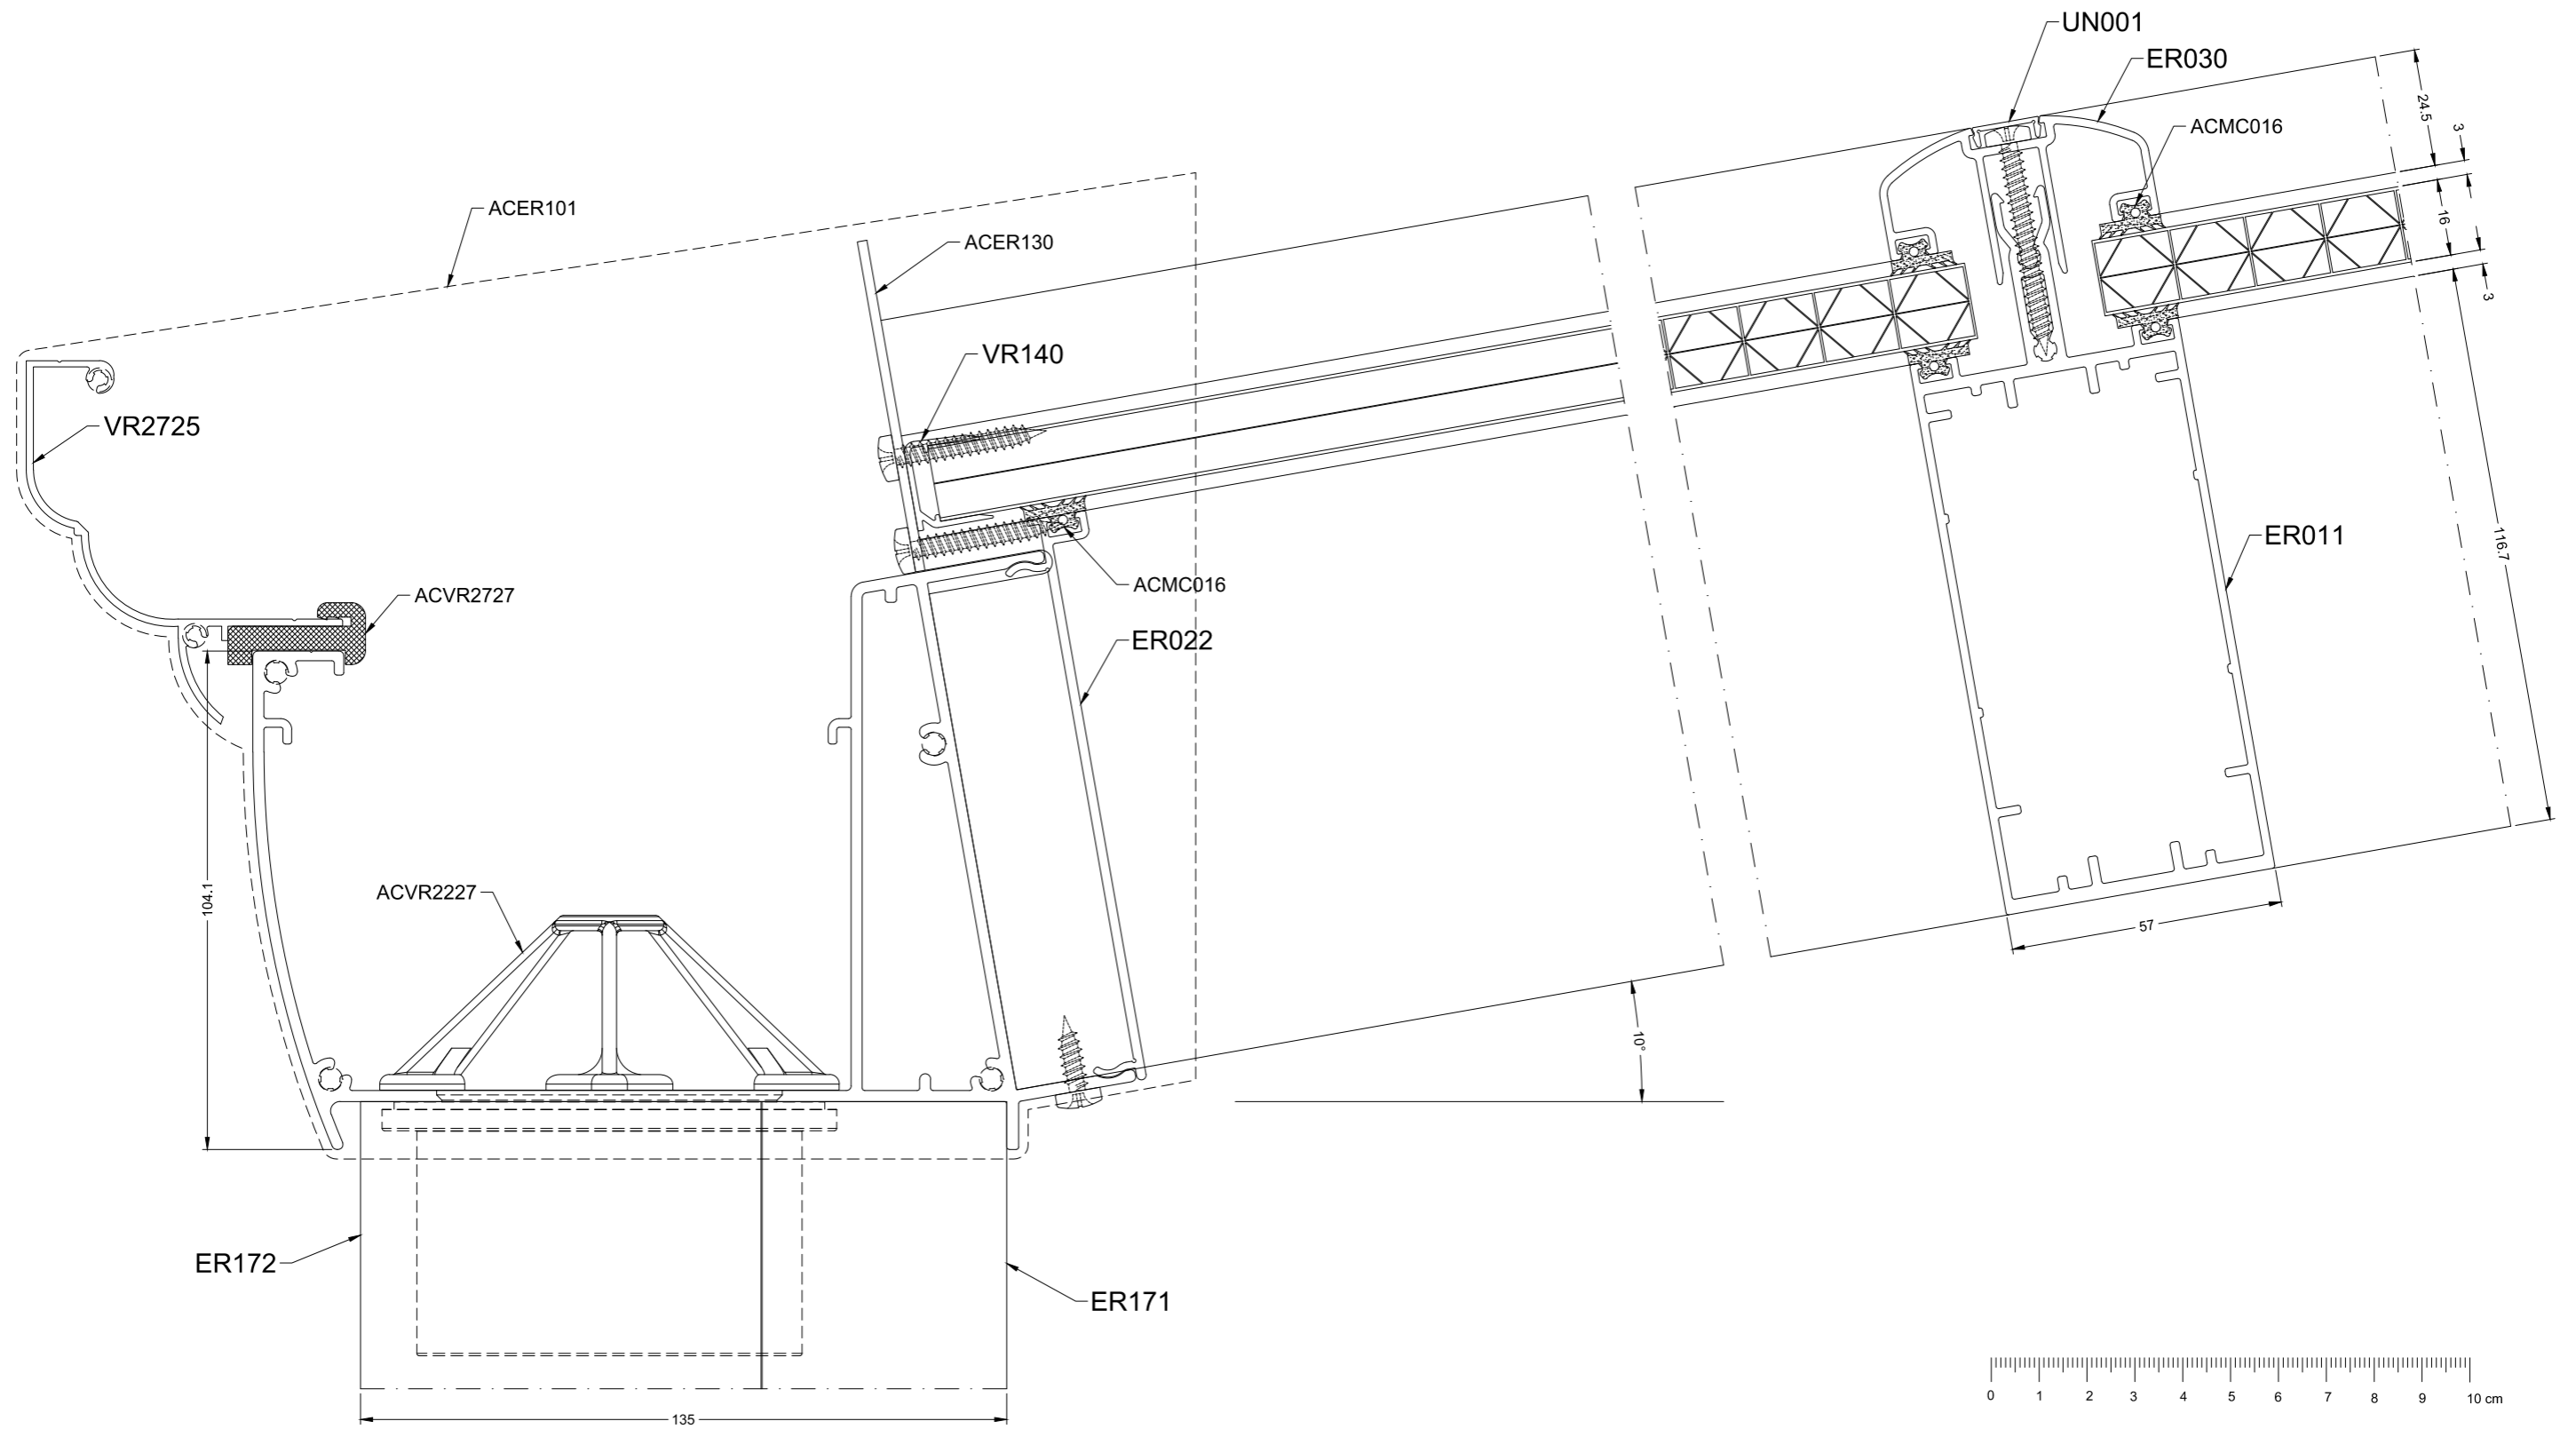 UN001
ER030
24.5
3
ACMC016
ACER101
16
ACER130
3
VR140
VR2725
116.7
ER011
ACMC016
ACVR2727
ER022
ACVR2227
104.1
57
10°
ER172
ER171
0 1 2 3 4 5 6 7 8 9 10 cm
135